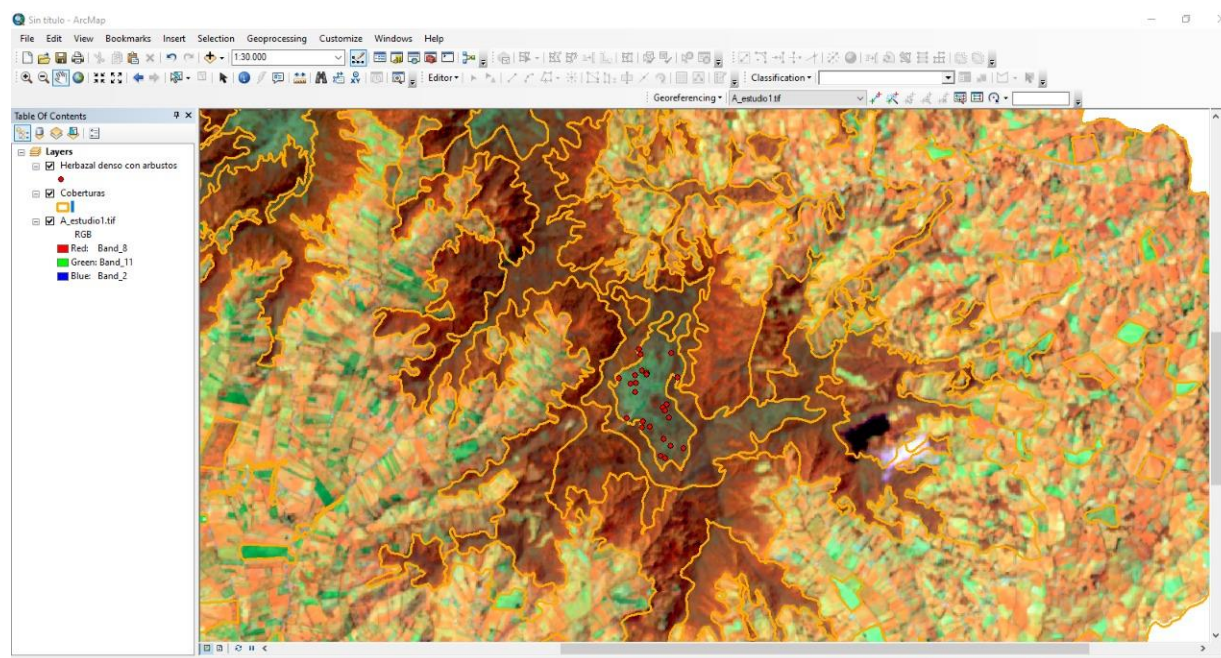 Sin título - ArcMap
File Edit View Bookmarks Insert Selection Geoprocessing Customize Windows Help
1:30.000
Editor
Classification
Georeferencing A_estudio1.tif
Table Of Contents
Layers
Herbazal denso con arbustos
Coberturas
A_estudio1.tif
RGB
Red: Band_8
Green: Band_11
Blue: Band_2